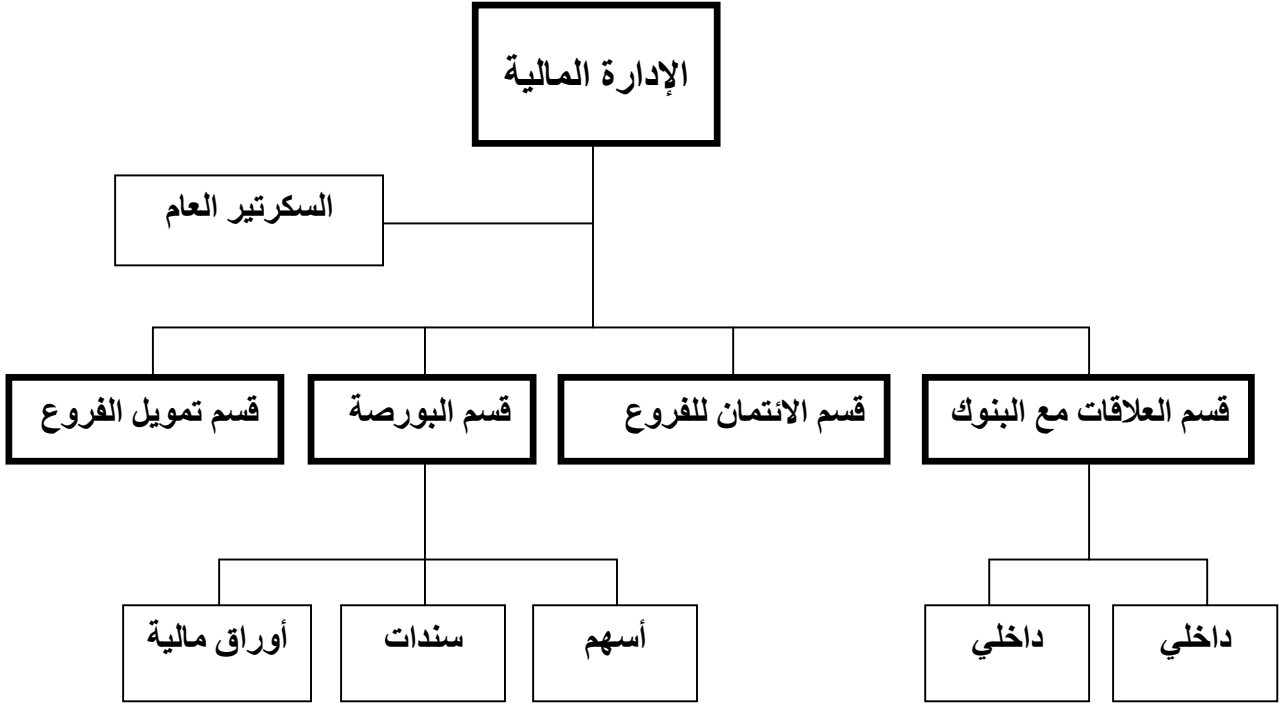 الإدارة المالية
السكرتير العام
قسم العلاقات مع البنوك
قسم الائتمان للفروع
قسم البورصة
قسم تمويل الفروع
داخلي
داخلي
أسهم
سندات
أوراق مالية